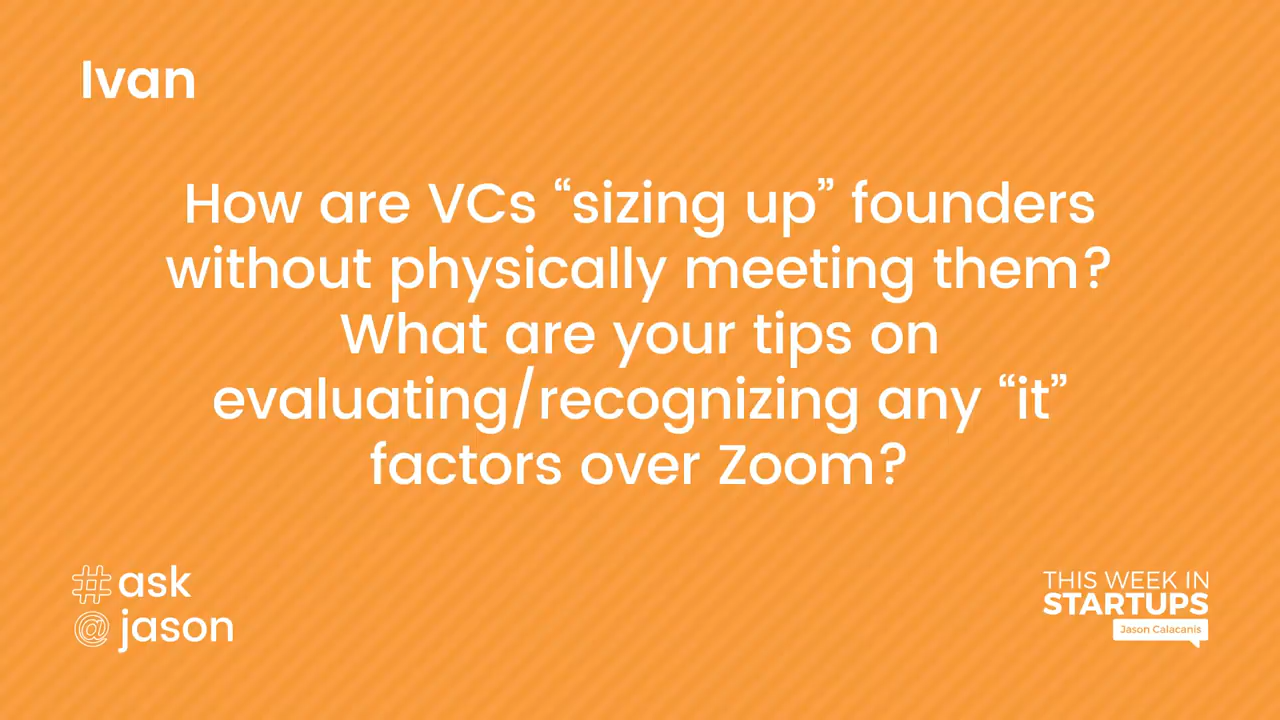 Ivan
How are VCs “sizing up” founders
without physically meeting them?
What are your tips on
evaluating/recognizing any “it”
factors over Zoom?
#ask
@jason
THIS WEEK IN
STARTUPS
Jason Calacanis